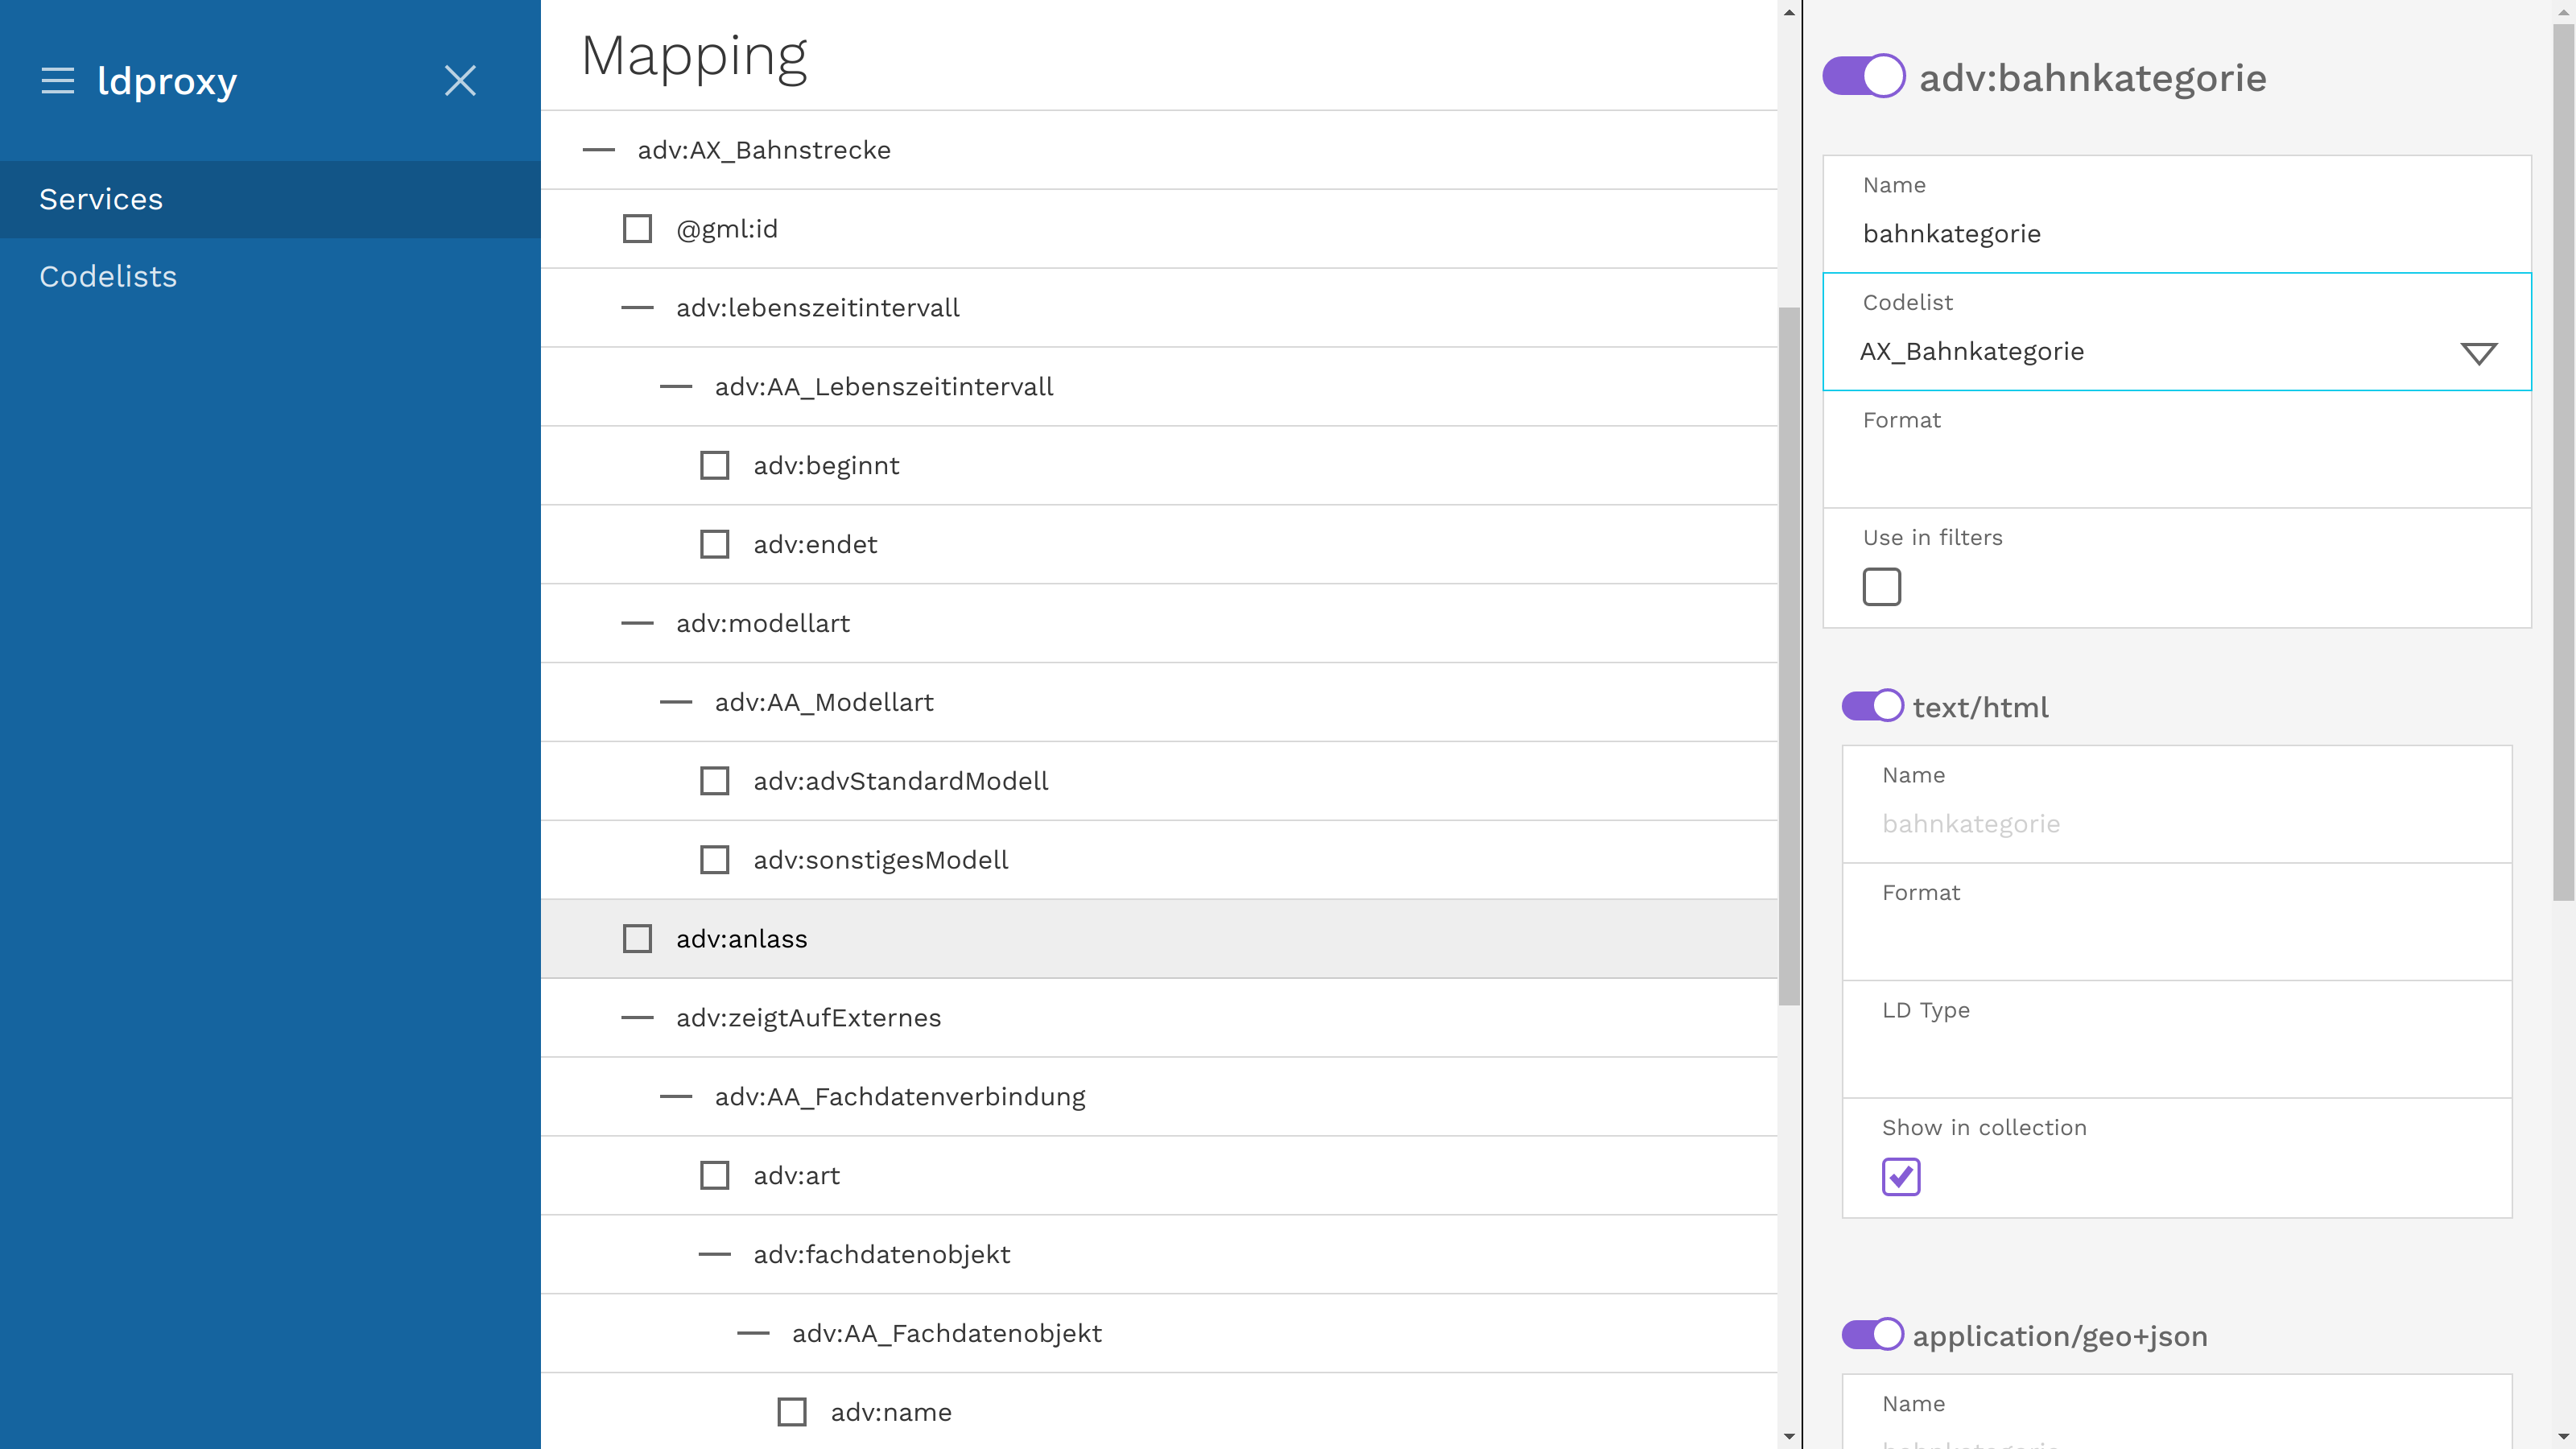 ldproxy
Services
Codelists
Mapping
adv:AX_Bahnstrecke
@gml:id
adv:lebenszeitintervall
adv:AA_Lebenszeitintervall
adv:beginnt
adv:endet
adv:modellart
adv:AA_Modellart
adv:advStandardModell
adv:sonstigesModell
adv:anlass
adv:zeigtAufExternes
adv:AA_Fachdatenverbindung
adv:art
adv:fachdatenobjekt
adv:AA_Fachdatenobjekt
adv:name
adv:bahnkategorie
Name
bahnkategorie
Codelist
AX_Bahnkategorie
Format
Use in filters
text/html
Name
bahnkategorie
Format
LD Type
Show in collection
application/geo+json
Name